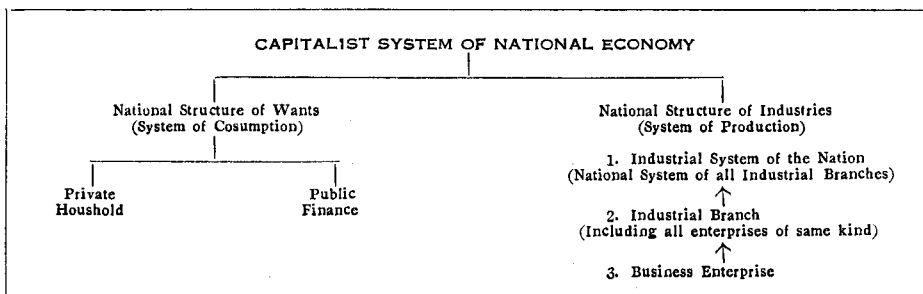 CAPITALIST SYSTEM OF NATIONAL ECONOMY
National Structure of Wants
(System of Cosumption)
Private
Houshold
Public
Finance
National Structure of Industries
(System of Production)
1. Industrial System of the Nation
(National System of all Industrial Branches)
2. Industrial Branch
(Including all enterprises of same kind)
3. Business Enterprise